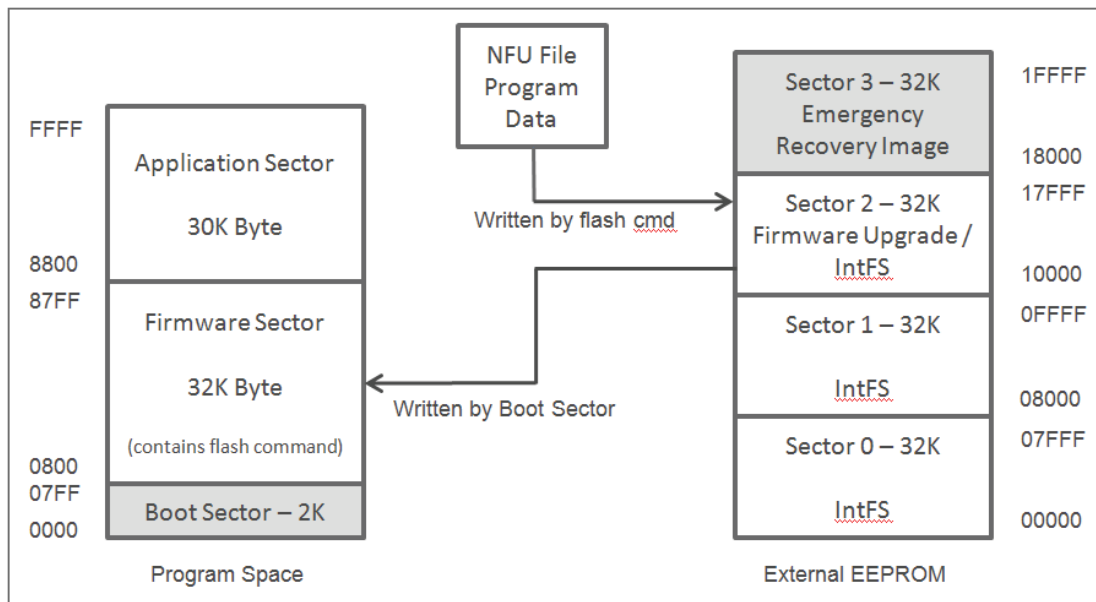 FFFF
Application Sector
30K Byte
8800
87FF
Firmware Sector
32K Byte
(contains flash command)
0800
07FF
Boot Sector – 2K
0000
Program Space
NFU File
Program
Data
Written by flash cmd
Written by Boot Sector
Sector 3 – 32K
Emergency
Recovery Image
1FFFF
18000
17FFF
Sector 2 – 32K
Firmware Upgrade /
IntFS
10000
0FFFF
Sector 1 – 32K
IntFS
08000
07FFF
Sector 0 – 32K
IntFS
00000
External EEPROM